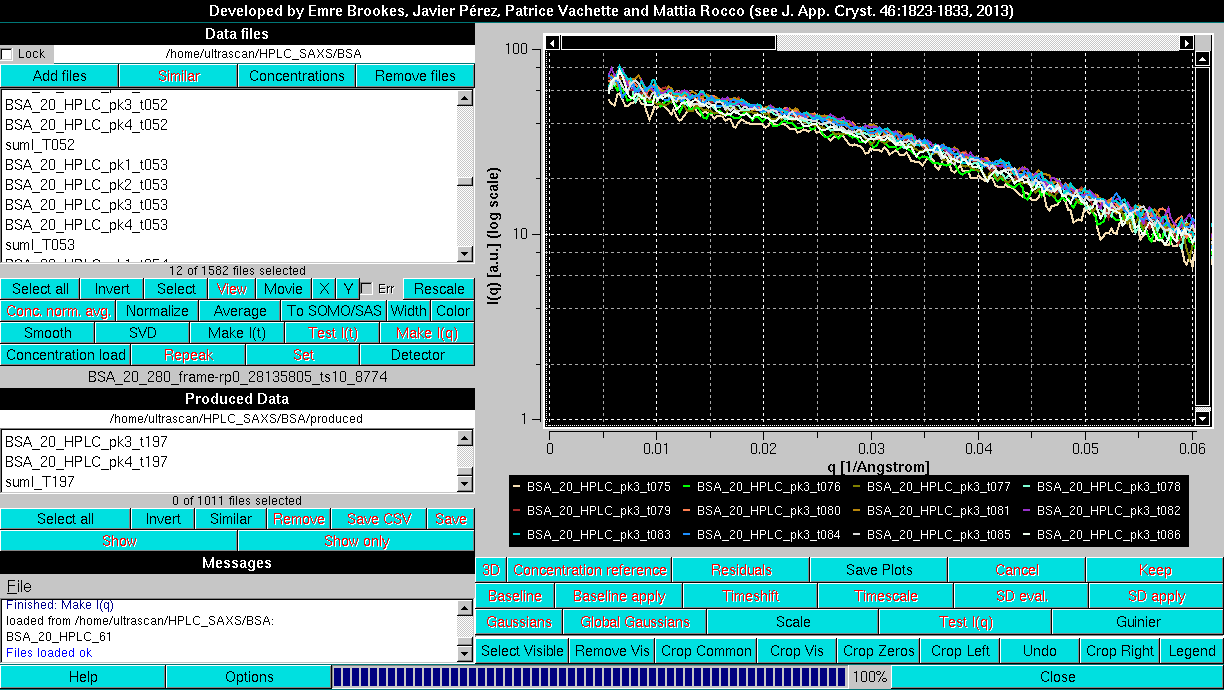 Developed by Emre Brookes, Javier Pérez, Patrice Vachette and Mattia Rocco (see J. App. Cryst. 46:1823-1833, 2013)
Data files
Lock /home/ultrascan/HPLC_SAXS/BSA
Add files Similar Concentrations Remove files
BSA_20_HPLC_pk3_t052
BSA_20_HPLC_pk4_t052
sumI_T052
BSA_20_HPLC_pk1_t053
BSA_20_HPLC_pk2_t053
BSA_20_HPLC_pk3_t053
BSA_20_HPLC_pk4_t053
sumI_T053
BSA_20_HPLC_pk1_t054
12 of 1582 files selected
Select all Invert Select View Movie X Y Err Rescale
Conc. norm. avg. Normalize Average To SOMO/SAS Width Color
Smooth SVD Make I(t) Test I(t) Make I(q)
Concentration load Repeak Set Detector
BSA_20_280_frame-rp0_28135805_ts10_8774
Produced Data
/home/ultrascan/HPLC_SAXS/BSA/produced
BSA_20_HPLC_pk3_t197
BSA_20_HPLC_pk4_t197
sumI_T197
0 of 1011 files selected
Select all Invert Similar Remove Save CSV Save
Show Show only
Messages
File
Finished: Make I(q)
loaded from /home/ultrascan/HPLC_SAXS/BSA:
BSA_20_HPLC_61
Files loaded ok
Help Options 100% Close
I(q) [a.u.] (log scale)
100
10
1
0 0.01 0.02 0.03 0.04 0.05 0.06
q [1/Angstrom]
BSA_20_HPLC_pk3_t075 BSA_20_HPLC_pk3_t076 BSA_20_HPLC_pk3_t077 BSA_20_HPLC_pk3_t078
BSA_20_HPLC_pk3_t079 BSA_20_HPLC_pk3_t080 BSA_20_HPLC_pk3_t081 BSA_20_HPLC_pk3_t082
BSA_20_HPLC_pk3_t083 BSA_20_HPLC_pk3_t084 BSA_20_HPLC_pk3_t085 BSA_20_HPLC_pk3_t086
3D Concentration reference Residuals Save Plots Cancel Keep
Baseline Baseline apply Timeshift Timescale SD eval. SD apply
Gaussians Global Gaussians Scale Test I(q) Guinier
Select Visible Remove Vis Crop Common Crop Vis Crop Zeros Crop Left Undo Crop Right Legend